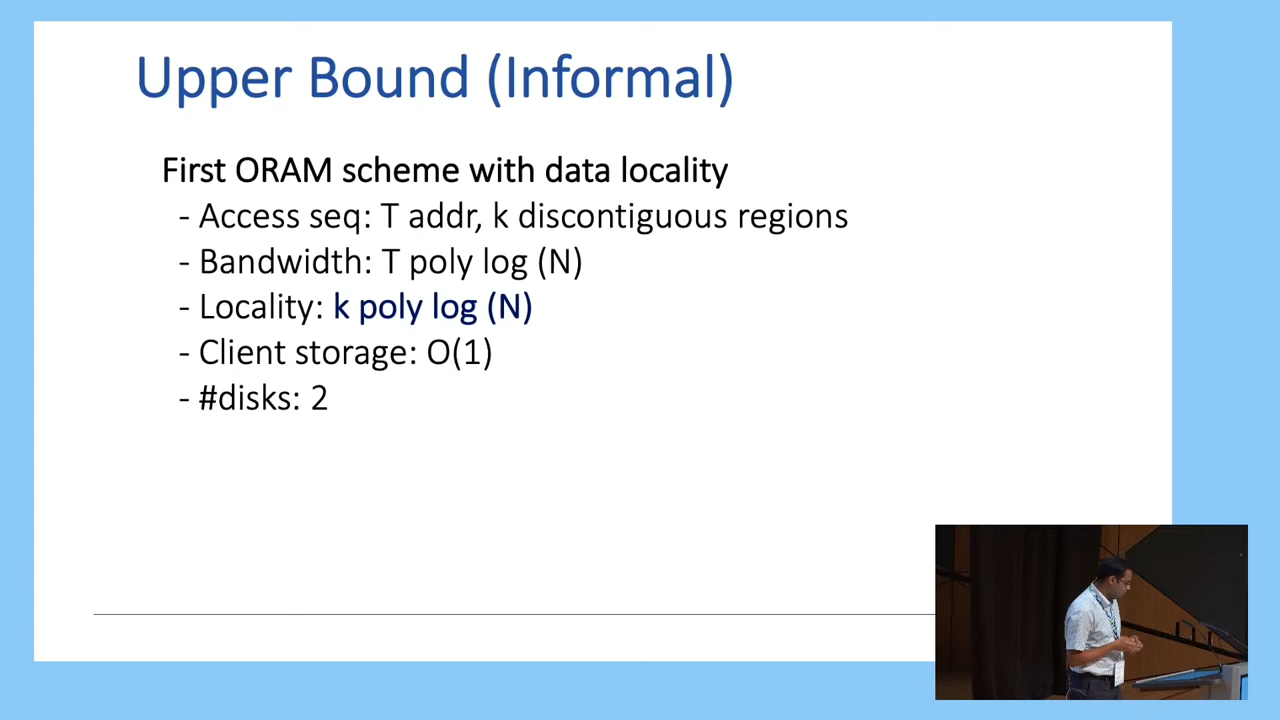 Upper Bound (Informal)
First ORAM scheme with data locality
- Access seq: T addr, k discontiguous regions
- Bandwidth: T poly log (N)
- Locality: k poly log (N)
- Client storage: O(1)
- #disks: 2